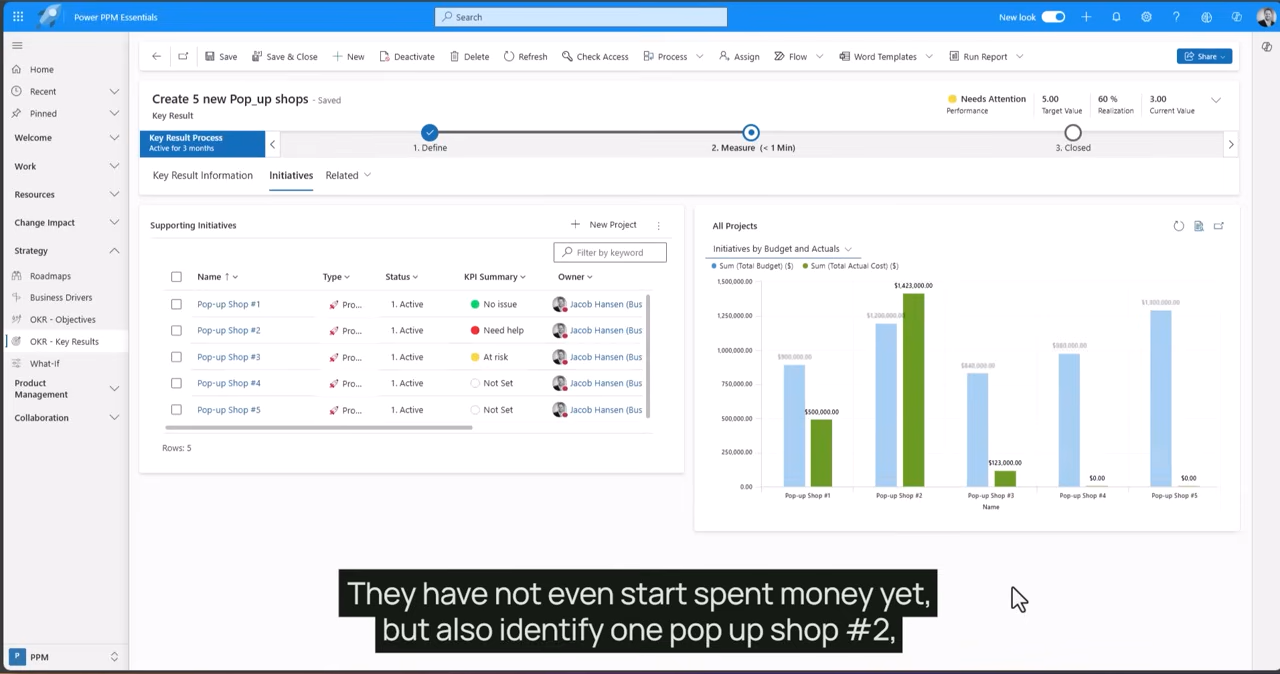 Power PPM Essentials
Search
New look
Save
Save & Close
New
Deactivate
Delete
Refresh
Check Access
Process
Assign
Flow
Word Templates
Run Report
Share
Home
Recent
Pinned
Welcome
Work
Resources
Change Impact
Strategy
Roadmaps
Business Drivers
OKR - Objectives
OKR - Key Results
What-If
Product Management
Collaboration
P PPM
Create 5 new Pop_up shops - Saved
Key Result
Needs Attention
Performance
5.00
Target Value
60 %
Realization
3.00
Current Value
Key Result Process
Active for 3 months
1. Define
2. Measure (< 1 Min)
3. Closed
Key Result Information Initiatives Related
Supporting Initiatives
New Project
Filter by keyword
Name Type Status KPI Summary Owner
Pop-up Shop #1 Pro... 1. Active No issue Jacob Hansen (Bus
Pop-up Shop #2 Pro... 1. Active Need help Jacob Hansen (Bus
Pop-up Shop #3 Pro... 1. Active At risk Jacob Hansen (Bus
Pop-up Shop #4 Pro... 1. Active Not Set Jacob Hansen (Bus
Pop-up Shop #5 Pro... 1. Active Not Set Jacob Hansen (Bus
Rows: 5
All Projects
Initiatives by Budget and Actuals
Sum (Total Budget) ($) Sum (Total Actual Cost) ($)
1,500,000.00
1,250,000.00
1,000,000.00
750,000.00
500,000.00
250,000.00
0.00
$900,000.00
$500,000.00
$1,200,000.00
$1,423,000.00
$840,000.00
$123,000.00
$0.00
$0.00
Pop-up Shop #1 Pop-up Shop #2 Pop-up Shop #3 Pop-up Shop #4 Pop-up Shop #5
Name
They have not even start spent money yet,
but also identify one pop up shop #2,